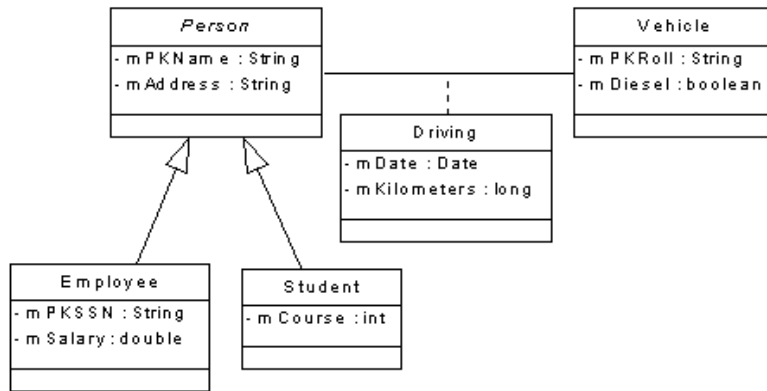 Person
- mPKName : String
- mAddress : String
Vehicle
- mPKRoll : String
- mDiesel : boolean
Driving
- mDate : Date
- mKilometers : long
Employee
- mPKSSN : String
- mSalary : double
Student
- mCourse : int